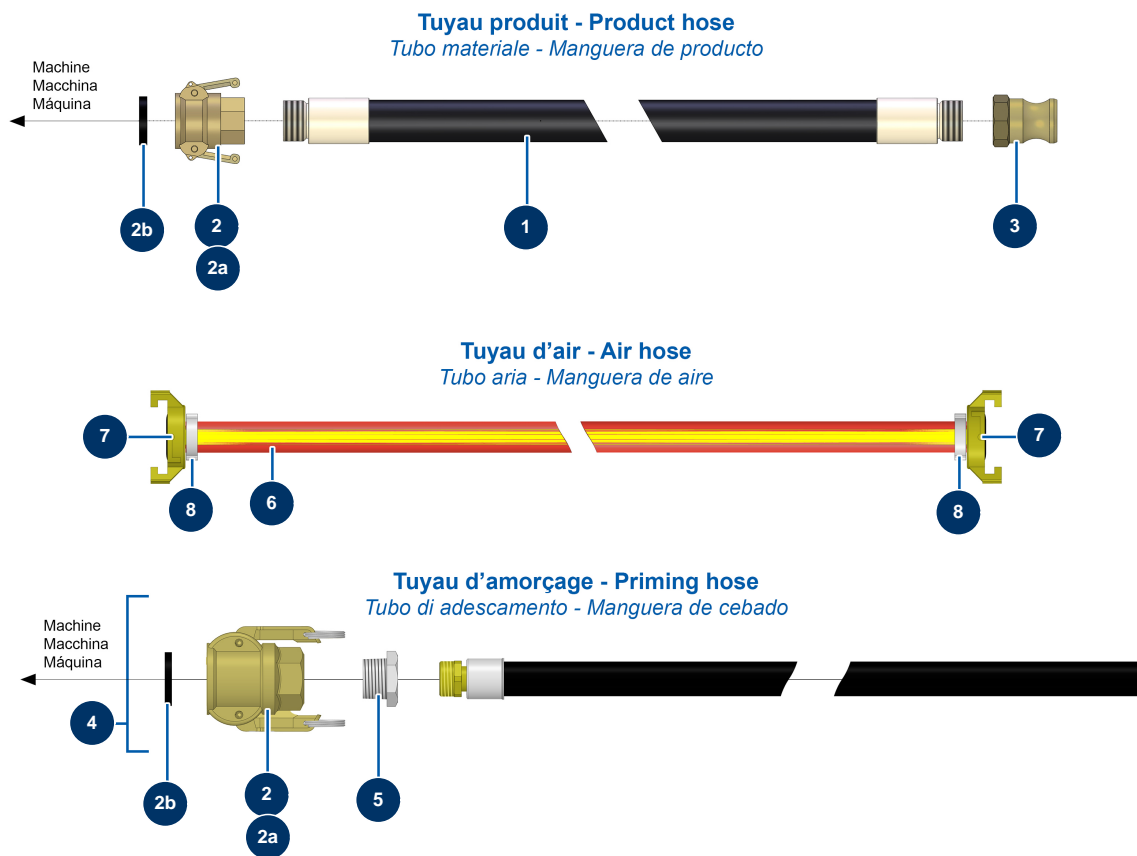 Tuyau produit - Product hose
Tubo materiale - Manguera de producto
Machine
Macchina
Máquina
2b
2
2a
1
3
Tuyau d'air - Air hose
Tubo aria - Manguera de aire
7
7
8
6
8
Tuyau d'amorçage - Priming hose
Tubo di adescamento - Manguera de cebado
Machine
Macchina
Máquina
4
2b
2
2a
5